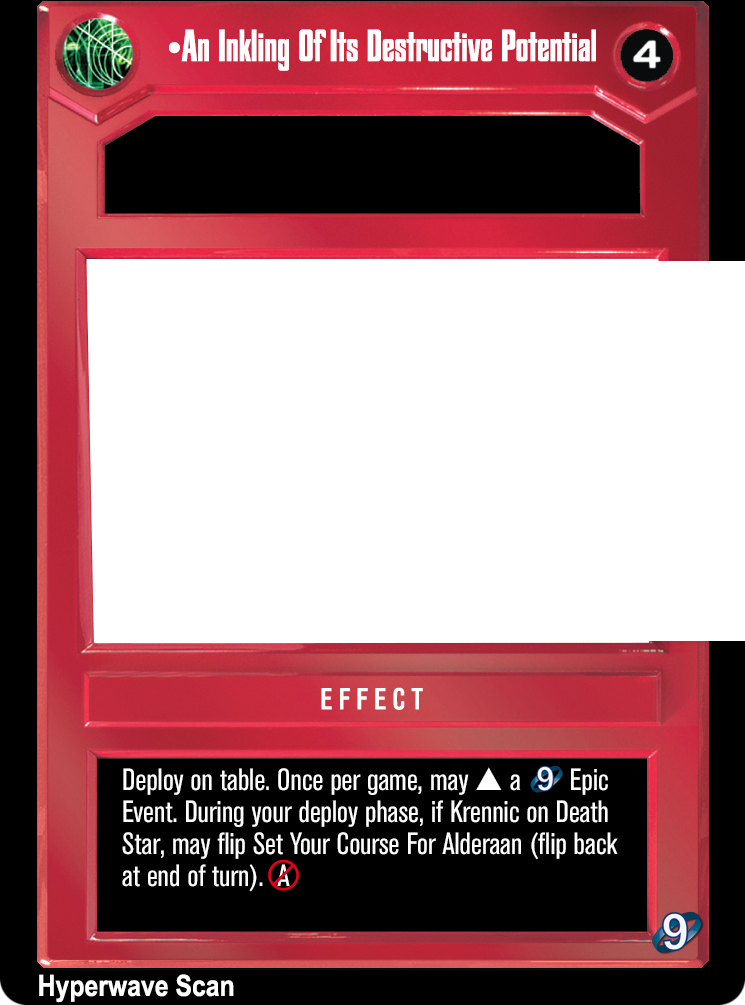 •An Inkling Of Its Destructive Potential
4
EFFECT
Deploy on table. Once per game, may ▲ a 9 Epic
Event. During your deploy phase, if Krennic on Death
Star, may flip Set Your Course For Alderaan (flip back
at end of turn). A
9
Hyperwave Scan